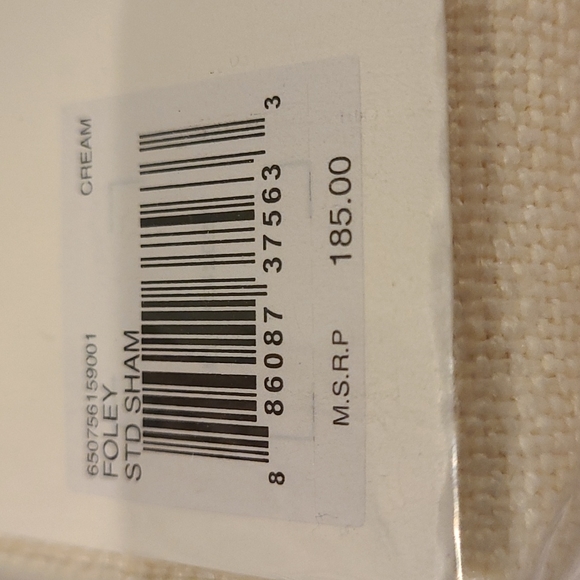 650756159001 CREAM
FOLEY
STD SHAM
8 86087 37563 3
M.S.R.P 185.00